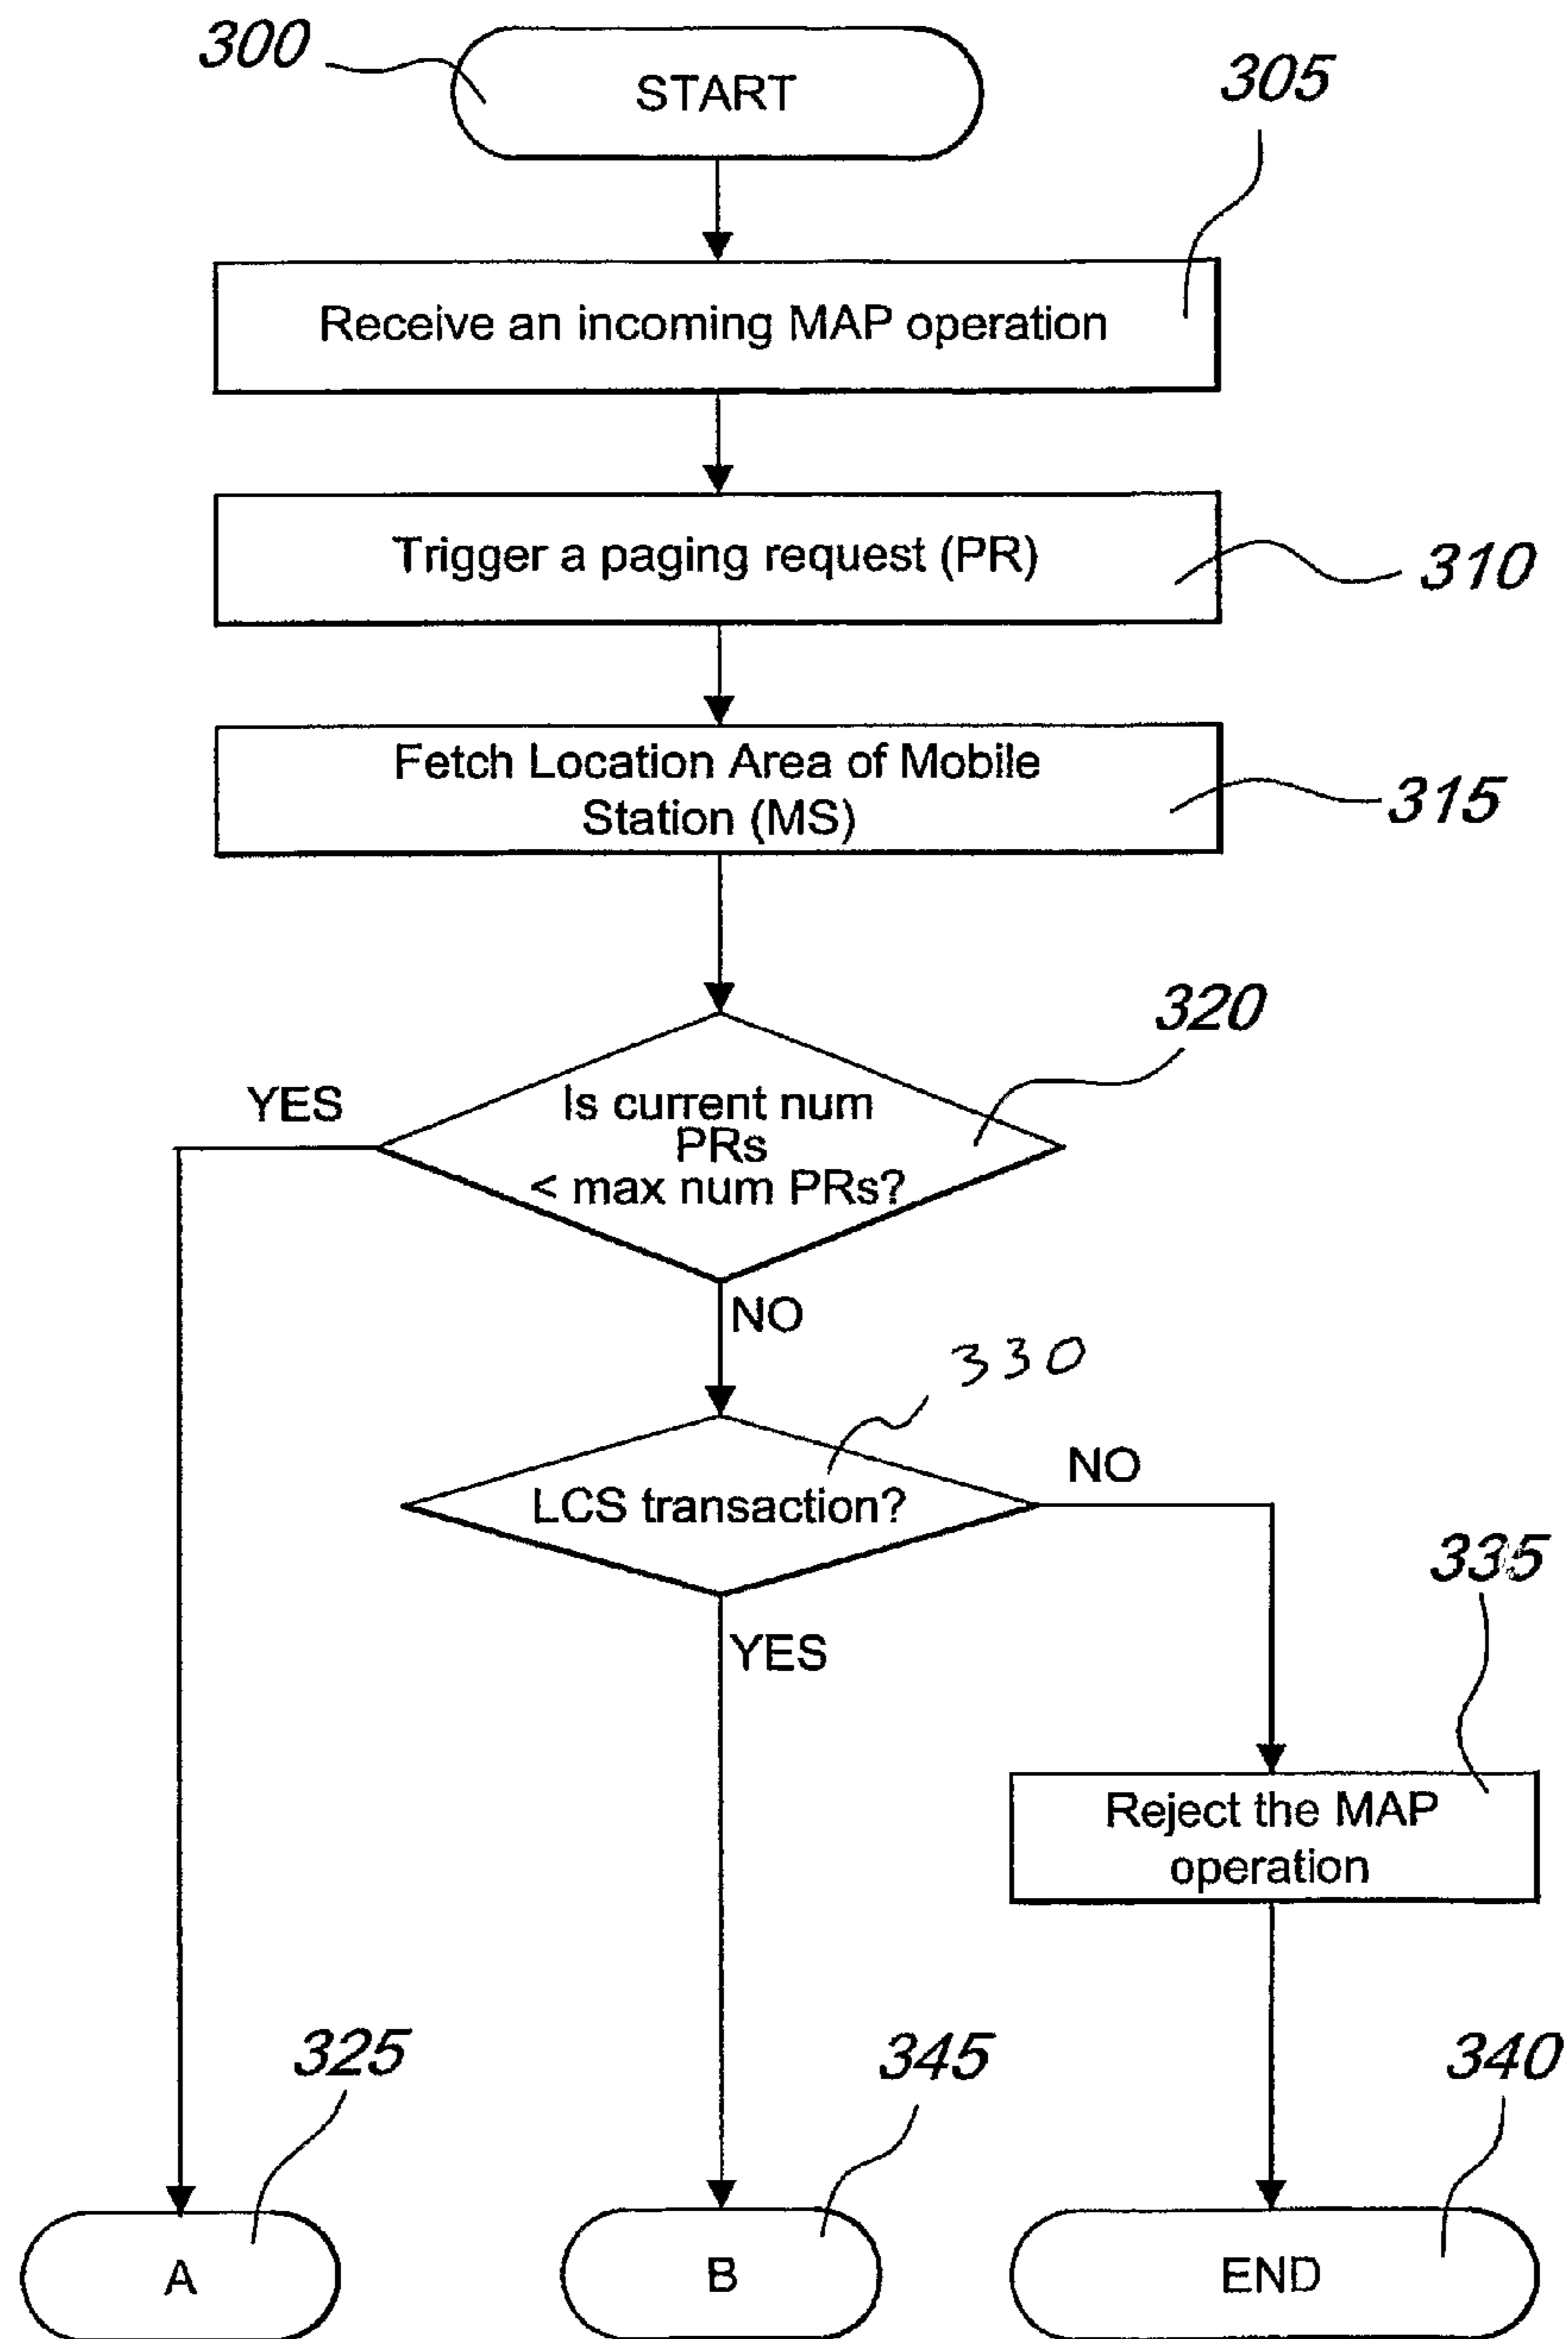 300
START
305
Receive an incoming MAP operation
Trigger a paging request (PR)
310
Fetch Location Area of Mobile
Station (MS)
315
320
YES
Is current num
PRs
< max num PRs?
NO
330
LCS transaction?
NO
YES
335
Reject the MAP
operation
325
345
340
A
B
END